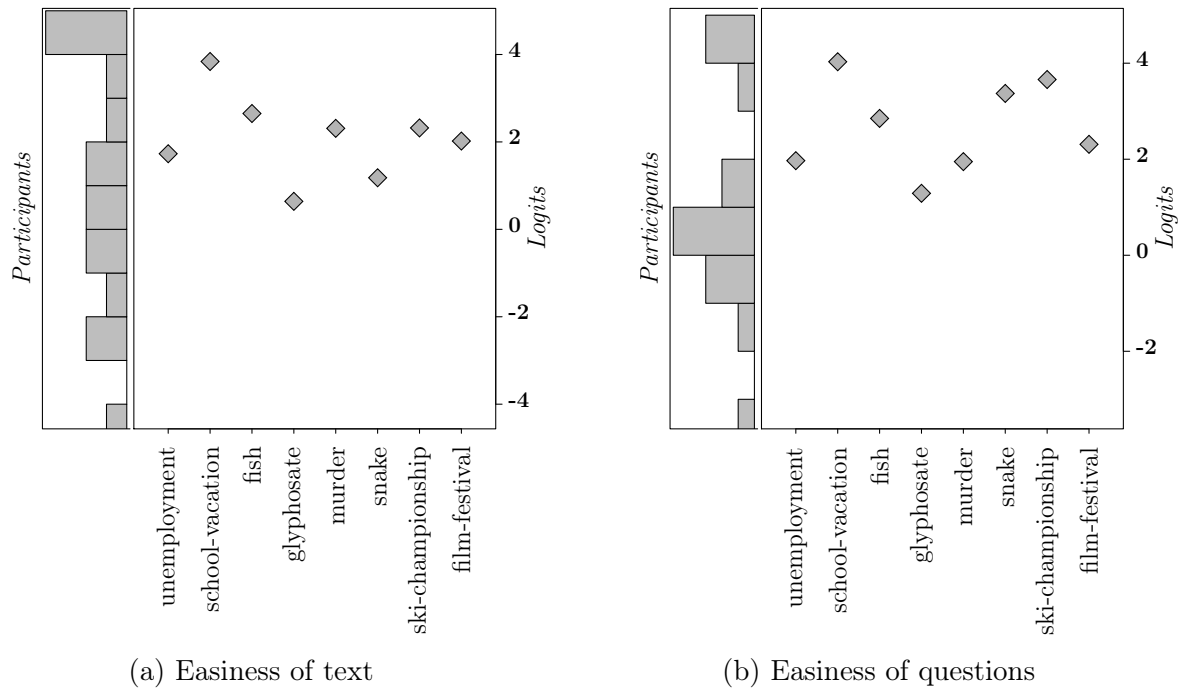 Participants
4
2
0
-2
-4
Logits
unemployment
school-vacation
fish
glyphosate
murder
snake
ski-championship
film-festival
(a) Easiness of text
Participants
4
2
0
-2
Logits
unemployment
school-vacation
fish
glyphosate
murder
snake
ski-championship
film-festival
(b) Easiness of questions